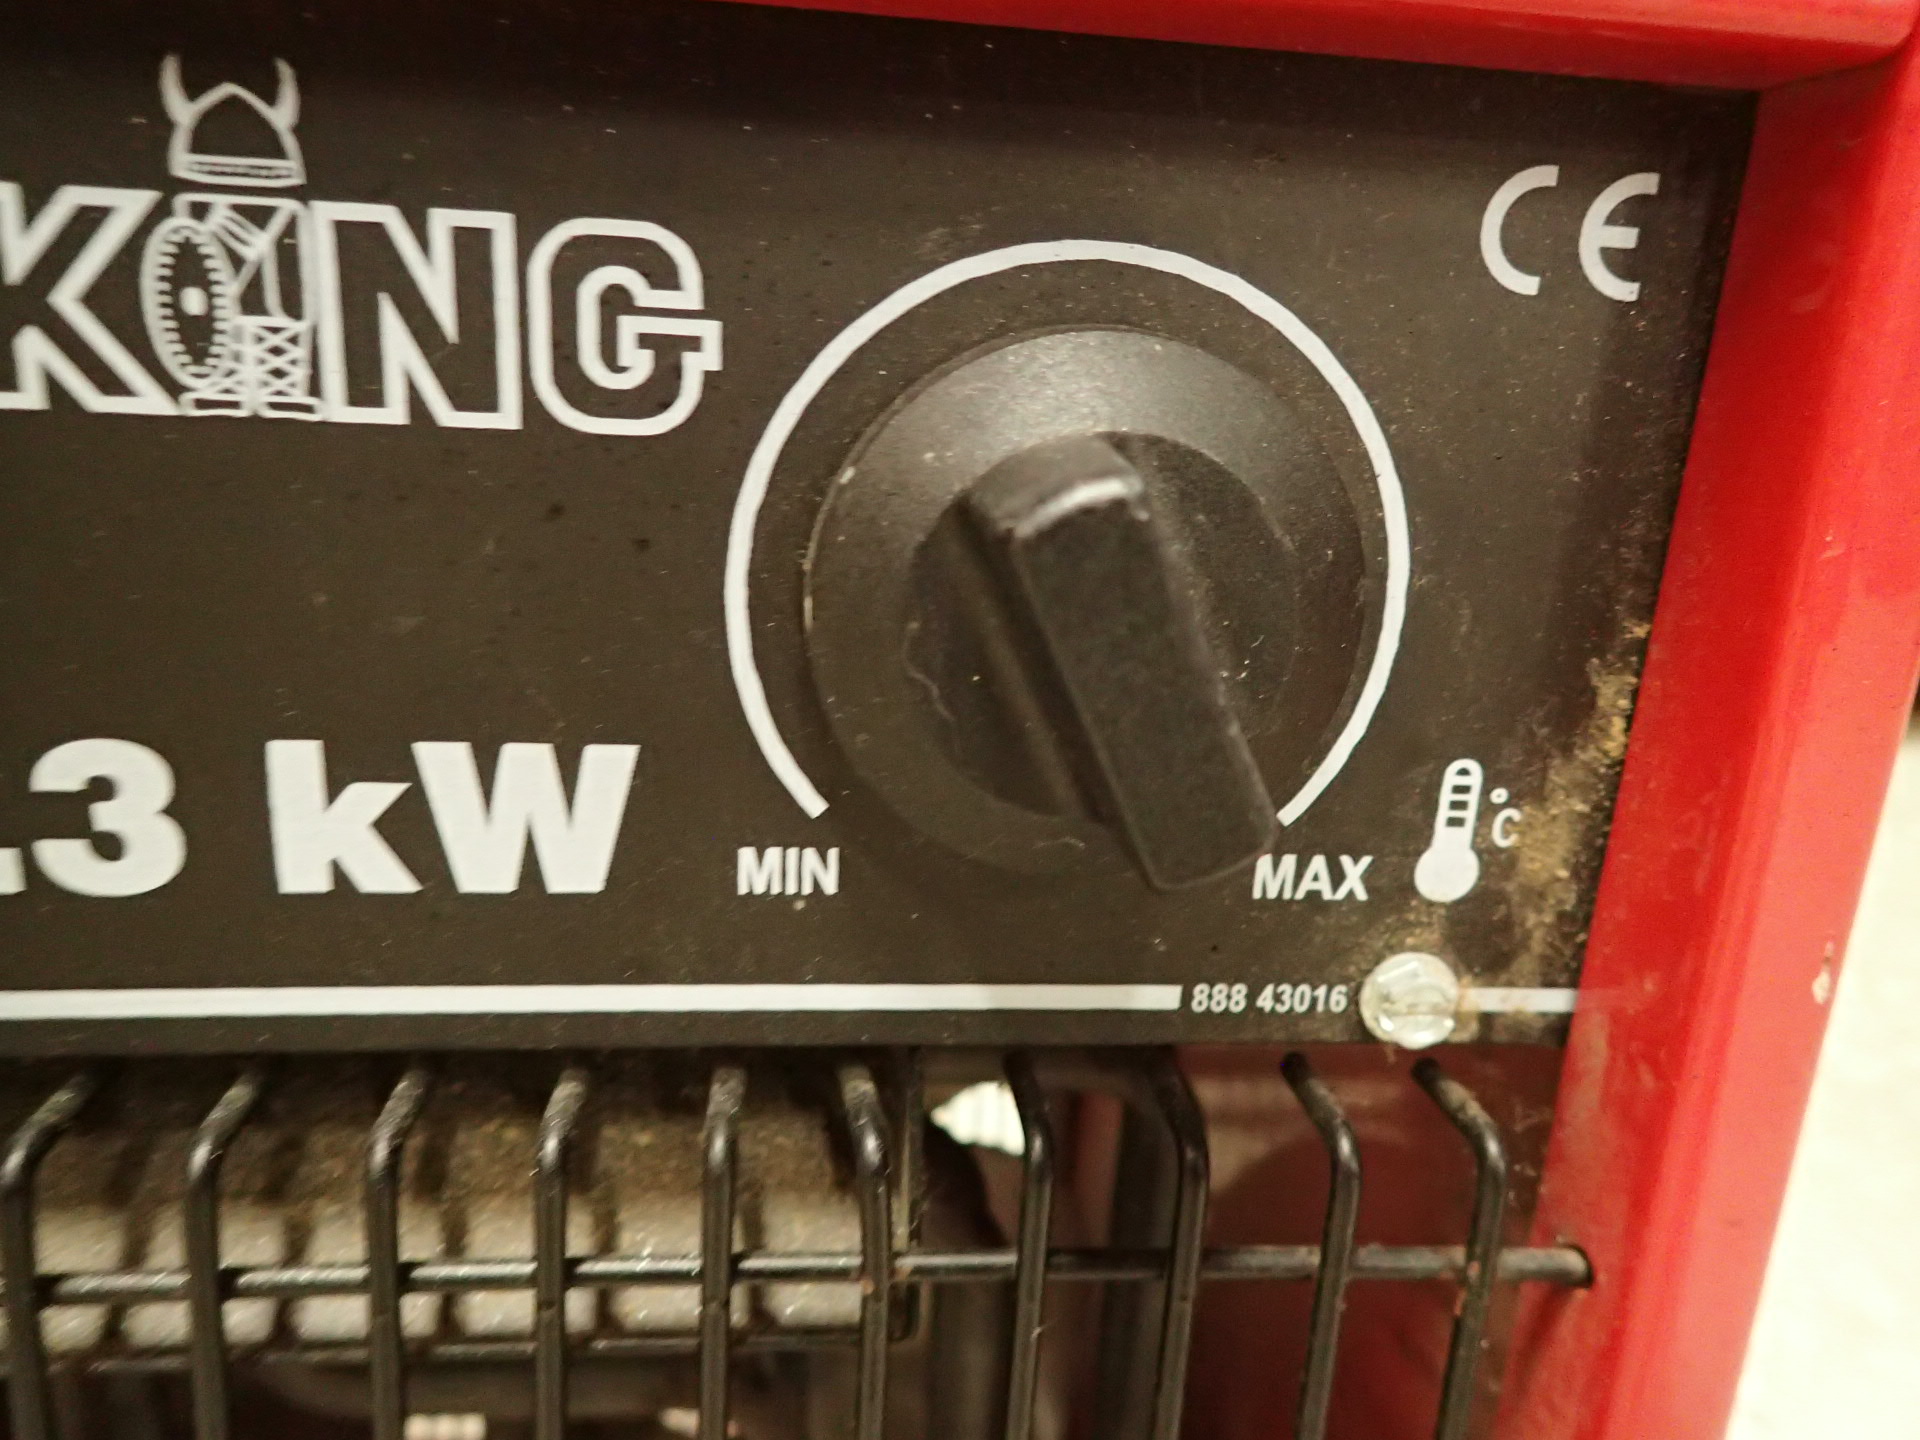 KING
CE
.3 kW
MIN
MAX
°C
888 43016